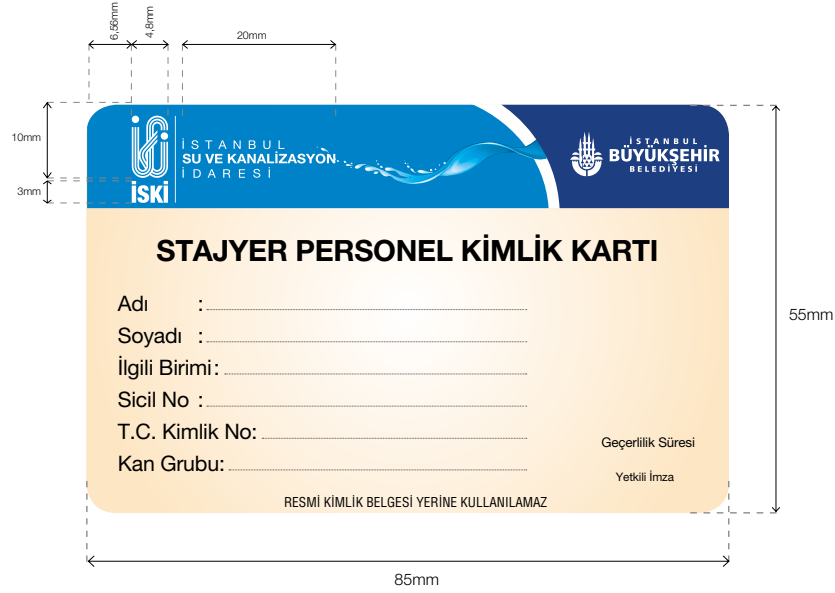 6,56mm
4,8mm
20mm
10mm
3mm
İSKİ
İSTANBUL
SU VE KANALİZASYON
İDARESİ
İSTANBUL
BÜYÜKŞEHİR
BELEDİYESİ
STAJYER PERSONEL KİMLİK KARTI
Adı :
Soyadı :
İlgili Birimi:
Sicil No :
T.C. Kimlik No:
Kan Grubu:
Geçerlilik Süresi
Yetkili İmza
RESMİ KİMLİK BELGESİ YERİNE KULLANILAMAZ
55mm
85mm